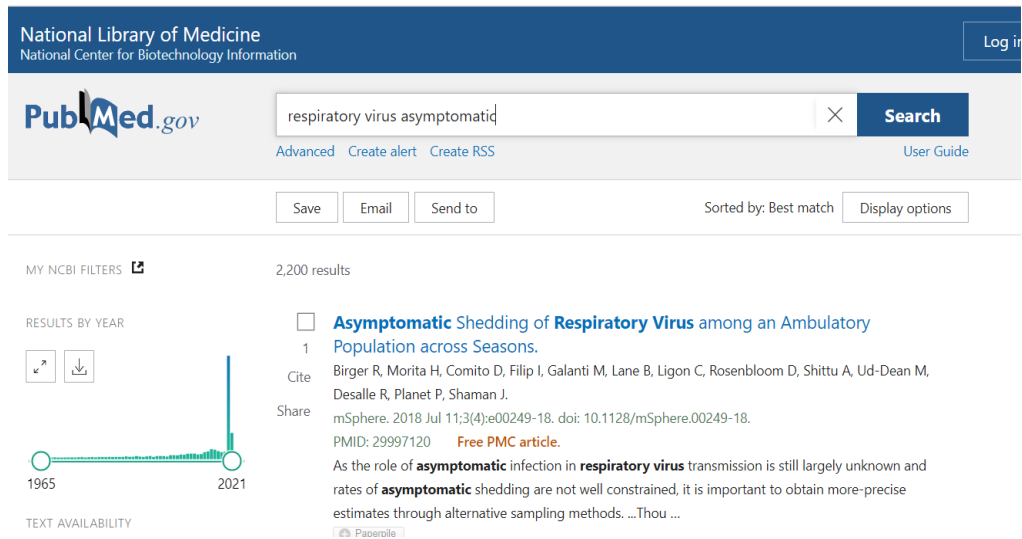 National Library of Medicine
National Center for Biotechnology Information
Log in
PubMed.gov
respiratory virus asymptomatic
Search
Advanced Create alert Create RSS
User Guide
Save Email Send to
Sorted by: Best match Display options
MY NCBI FILTERS
2,200 results
RESULTS BY YEAR
Asymptomatic Shedding of Respiratory Virus among an Ambulatory
1 Population across Seasons.
Cite Birger R, Morita H, Comito D, Filip I, Galanti M, Lane B, Ligon C, Rosenbloom D, Shittu A, Ud-Dean M,
Desalle R, Planet P, Shaman J.
Share mSphere. 2018 Jul 11;3(4):e00249-18. doi: 10.1128/mSphere.00249-18.
PMID: 29997120 Free PMC article.
As the role of asymptomatic infection in respiratory virus transmission is still largely unknown and
1965 2021
rates of asymptomatic shedding are not well constrained, it is important to obtain more-precise
estimates through alternative sampling methods. ...Thou ...
TEXT AVAILABILITY
Paperpile